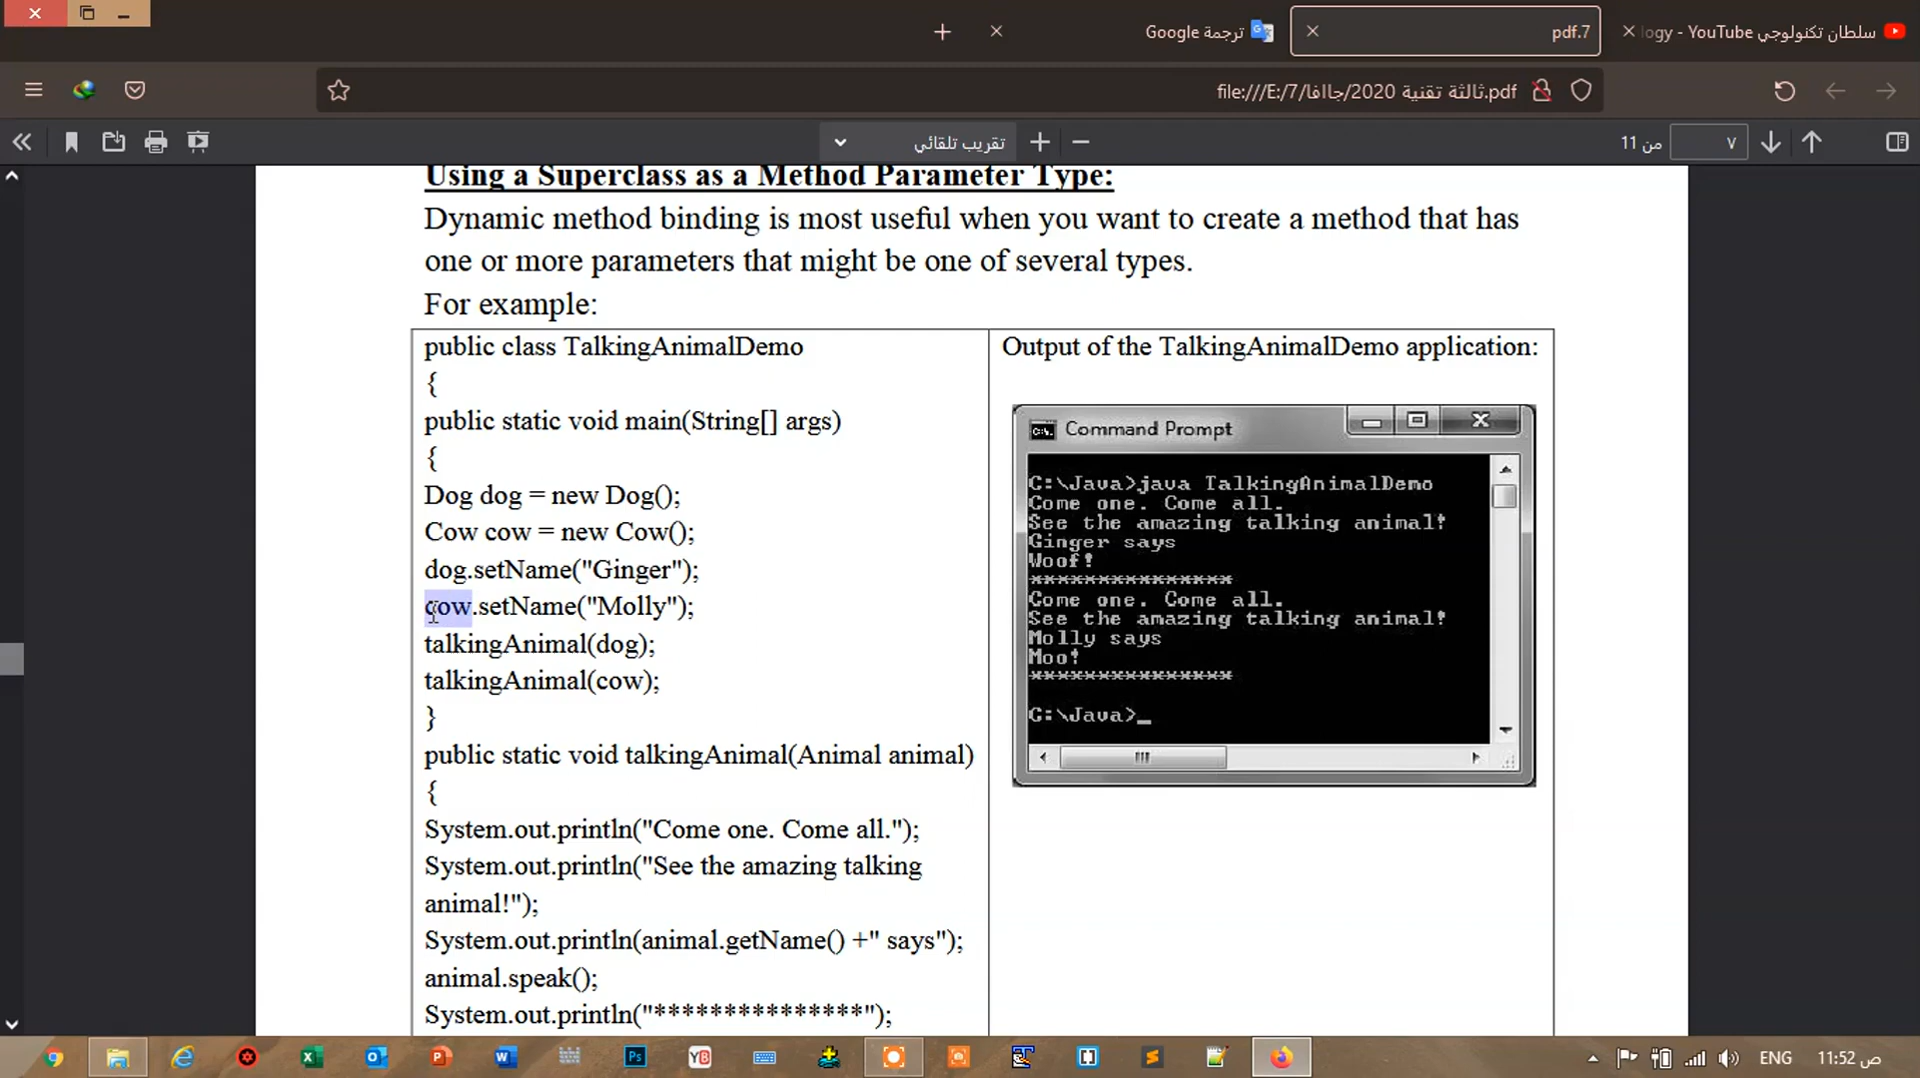 سلطان تكنولوجي logy - YouTube
7.pdf
ترجمة Google
file:///E:/7/جاافا/2020 ثالثة تقنية.pdf
تقريب تلقائي
٧
من 11
Using a Superclass as a Method Parameter Type:
Dynamic method binding is most useful when you want to create a method that has
one or more parameters that might be one of several types.
For example:
public class TalkingAnimalDemo
{
public static void main(String[] args)
{
Dog dog = new Dog();
Cow cow = new Cow();
dog.setName("Ginger");
cow.setName("Molly");
talkingAnimal(dog);
talkingAnimal(cow);
}
public static void talkingAnimal(Animal animal)
{
System.out.println("Come one. Come all.");
System.out.println("See the amazing talking
animal!");
System.out.println(animal.getName() +" says");
animal.speak();
System.out.println("***************");
Output of the TalkingAnimalDemo application:
Command Prompt
C:\Java>java TalkingAnimalDemo
Come one. Come all.
See the amazing talking animal!
Ginger says
Woof!
***************
Come one. Come all.
See the amazing talking animal!
Molly says
Moo!
***************
C:\Java>_
ENG
11:52 ص